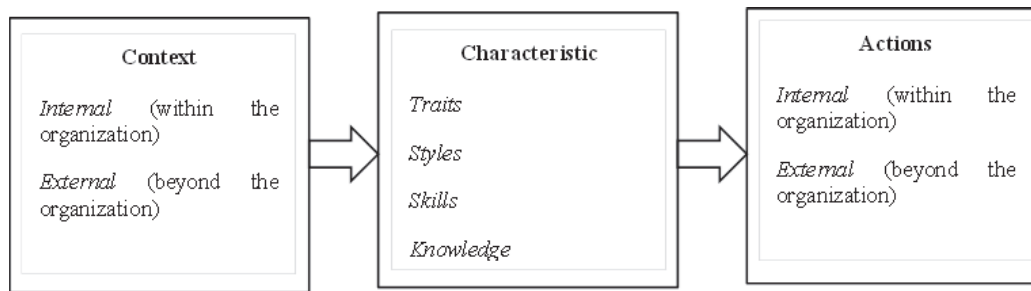 Context
Internal (within the
organization)
External (beyond the
organization)
Characteristic
Traits
Styles
Skills
Knowledge
Actions
Internal (within the
organization)
External (beyond the
organization)